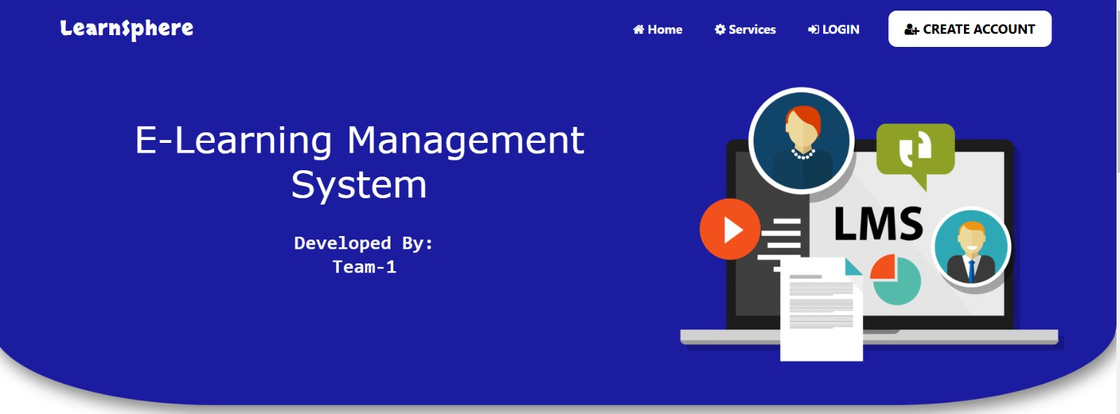 LearnSphere
Home
Services
LOGIN
CREATE ACCOUNT
E-Learning Management
System
Developed By:
Team-1
LMS